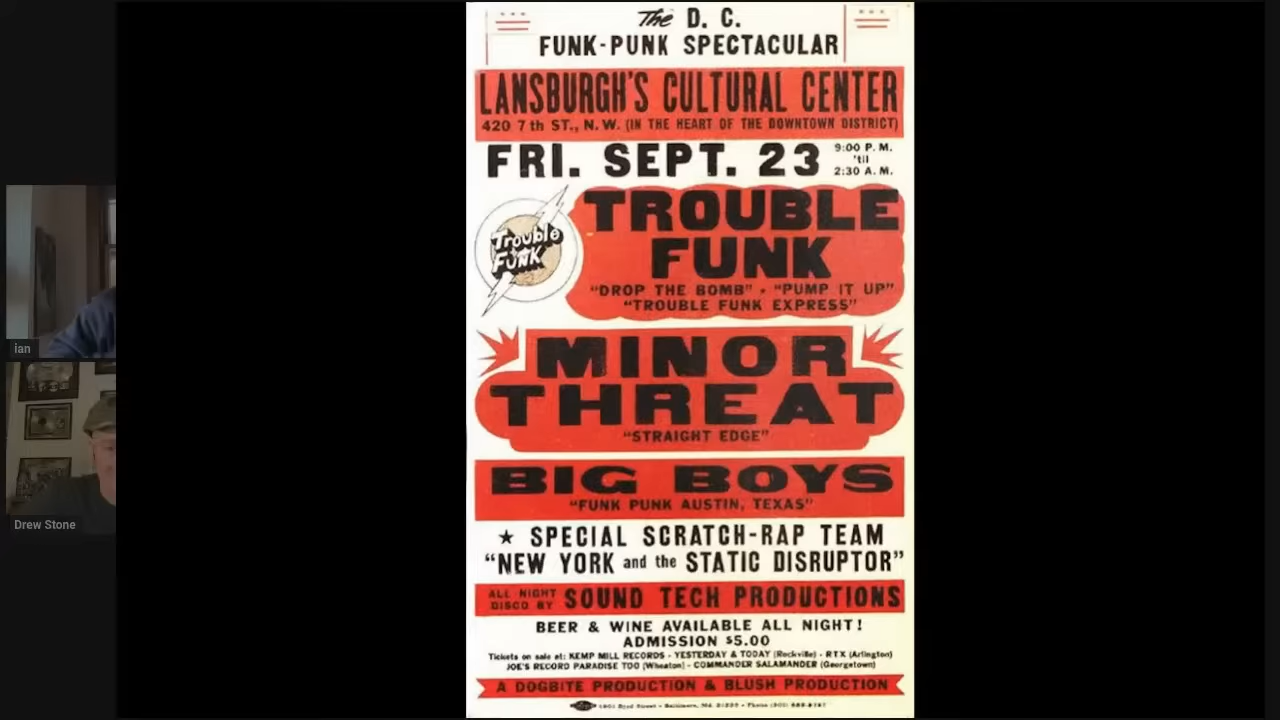 The D. C.
FUNK-PUNK SPECTACULAR
LANSBURGH'S CULTURAL CENTER
420 7th ST., N.W. (IN THE HEART OF THE DOWNTOWN DISTRICT)
FRI. SEPT. 23
9:00 P.M.
'til
2:30 A.M.
Trouble
FUNK
TROUBLE
FUNK
"DROP THE BOMB" • "PUMP IT UP"
"TROUBLE FUNK EXPRESS"
MINOR
THREAT
"STRAIGHT EDGE"
BIG BOYS
"FUNK PUNK AUSTIN, TEXAS"
★ SPECIAL SCRATCH-RAP TEAM
"NEW YORK and the STATIC DISRUPTOR"
ALL NIGHT
DISCO BY
SOUND TECH PRODUCTIONS
BEER & WINE AVAILABLE ALL NIGHT!
ADMISSION $5.00
Tickets on sale at: KEMP MILL RECORDS - YESTERDAY & TODAY (Rockville) - RTX (Arlington)
JOE'S RECORD PARADISE TOO (Wheaton) - COMMANDER SALAMANDER (Georgetown)
A DOGBITE PRODUCTION & BLUSH PRODUCTION
Street • Baltimore, Md. • Phone (301)
ian
Drew Stone